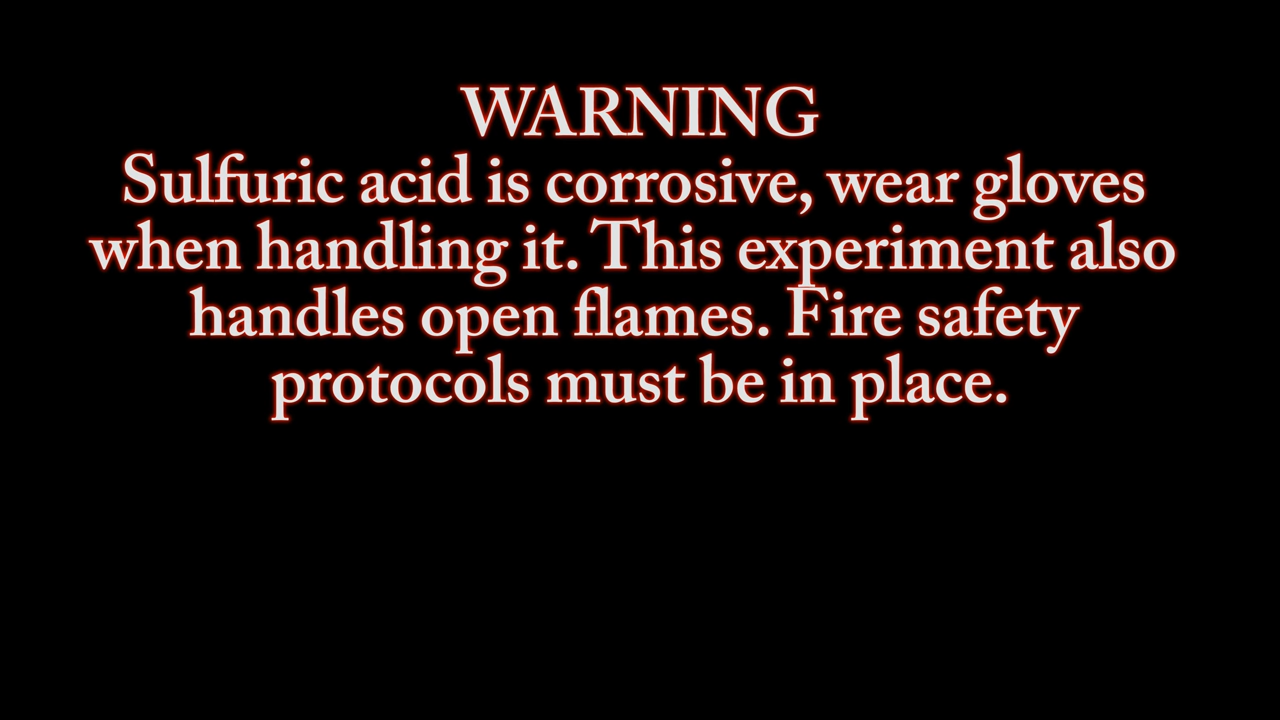 WARNING
Sulfuric acid is corrosive, wear gloves
when handling it. This experiment also
handles open flames. Fire safety
protocols must be in place.